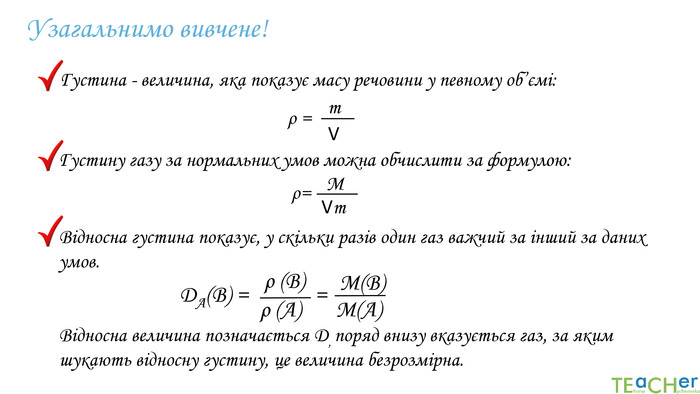 Узагальнимо вивчене!
Густина - величина, яка показує масу речовини у певному об'ємі:
ρ = m
V
Густину газу за нормальних умов можна обчислити за формулою:
ρ= M
Vm
Відносна густина показує, у скільки разів один газ важчий за інший за даних
умов.
D_A(B) = ρ (B) / ρ (A) = M(B) / M(A)
Відносна величина позначається D, поряд внизу вказується газ, за яким
шукають відносну густину, це величина безрозмірна.
TEaCHer